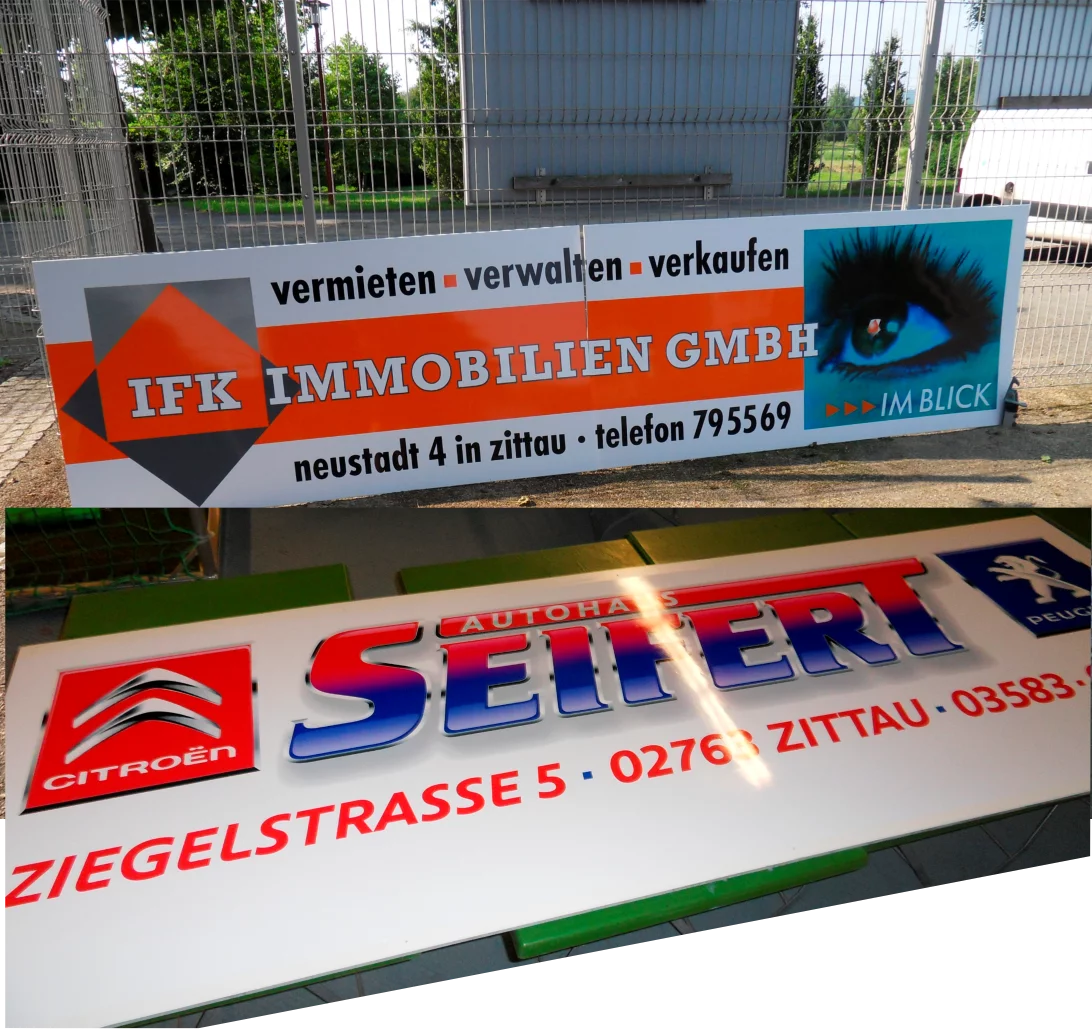 vermieten ▪ verwalten ▪ verkaufen
IFK IMMOBILIEN GMBH
▸▸▸IM BLICK
neustadt 4 in zittau · telefon 795569
AUTOHAUS
SEIFERT
CITROËN
ZIEGELSTRASSE 5 · 02763 ZITTAU · 03583